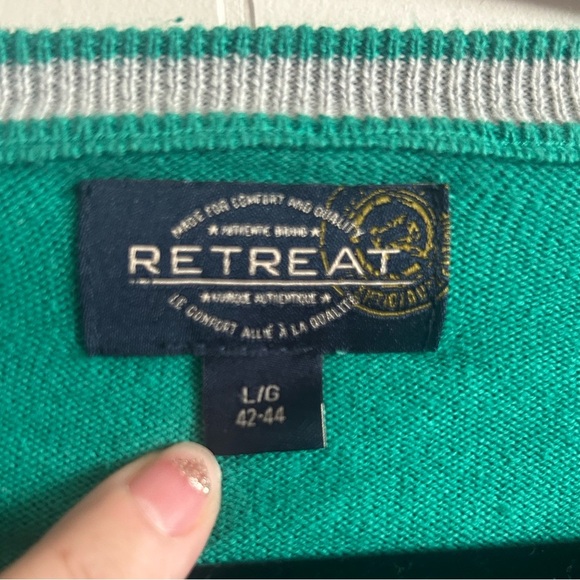 MADE FOR COMFORT AND QUALITY
★ AUTHENTIC BRAND ★
RETREAT
★ MARQUE AUTHENTIQUE ★
LE CONFORT ALLIÉ À LA QUALITÉ
L/G
42-44